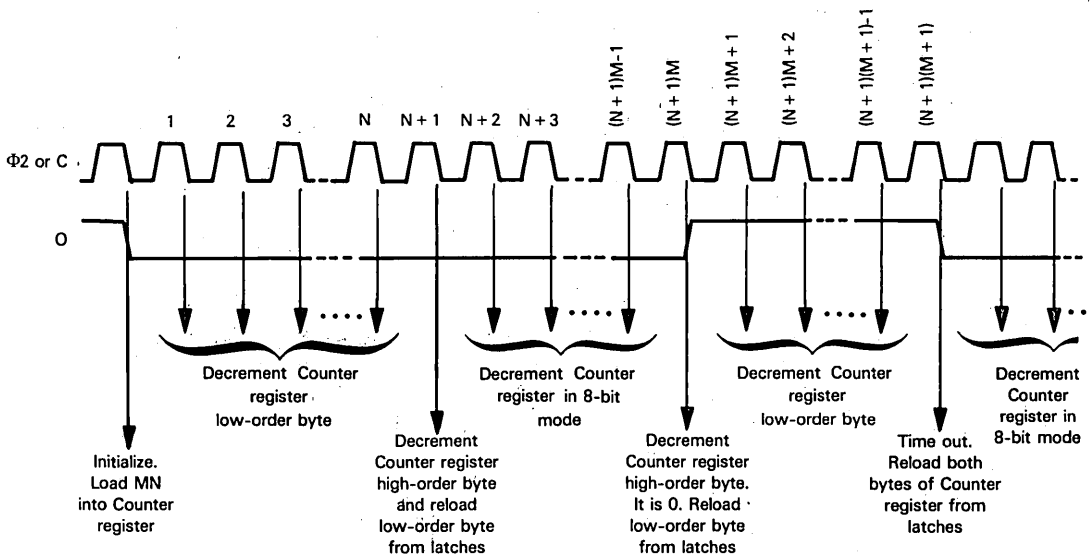 (N + 1)M-1
(N + 1)M
(N + 1)M + 1
(N + 1)M + 2
(N + 1)(M + 1)-1
(N + 1)(M + 1)
1
2
3
N
N + 1
N + 2
N + 3
Φ2 or C
O
Decrement Counter
register
low-order byte
Decrement Counter
register in 8-bit
mode
Decrement Counter
register
low-order byte
Decrement
Counter
register in
8-bit mode
Initialize.
Load MN
into Counter
register
Decrement
Counter register
high-order byte
and reload
low-order byte
from latches
Decrement
Counter register
high-order byte.
It is 0. Reload
low-order byte
from latches
Time out.
Reload both
bytes of Counter
register from
latches